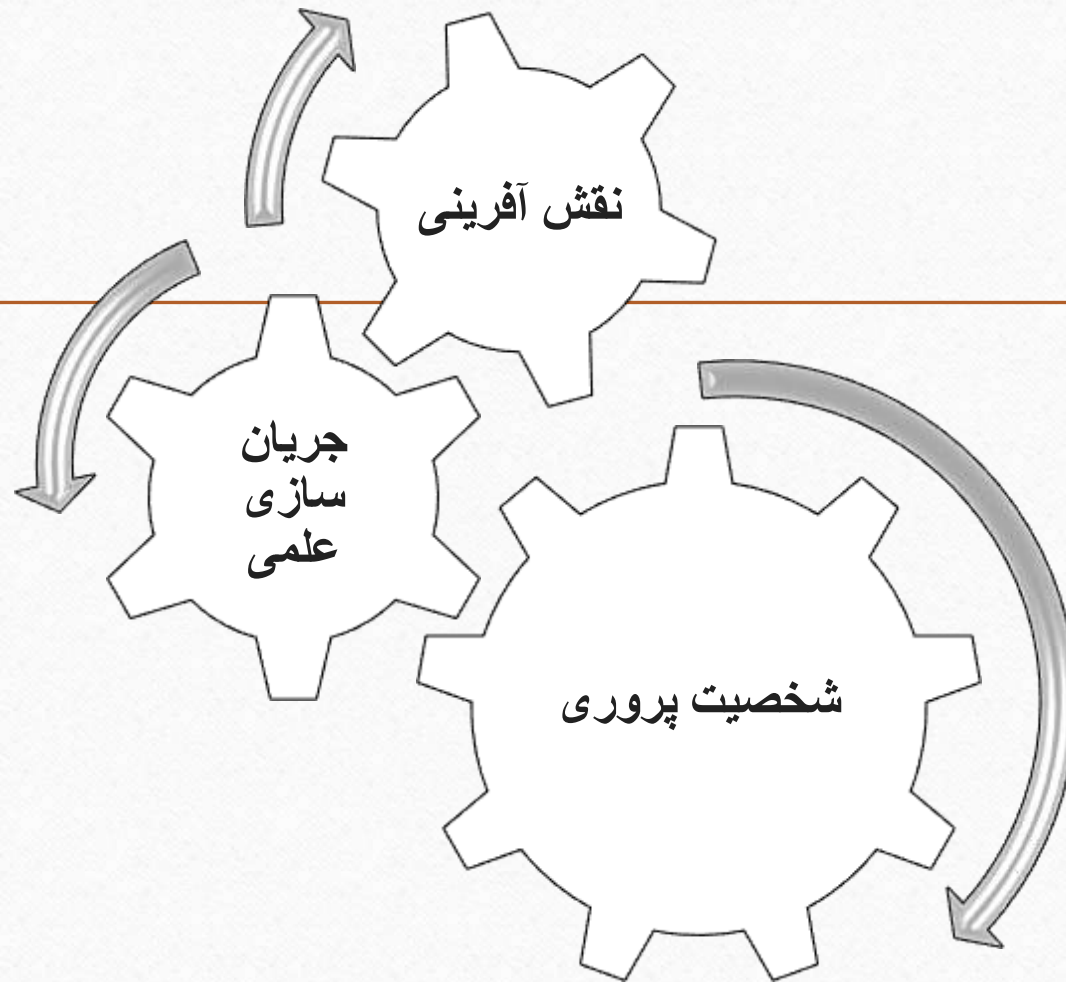 نقش آفرینی
جریان
سازی
علمی
شخصیت پروری